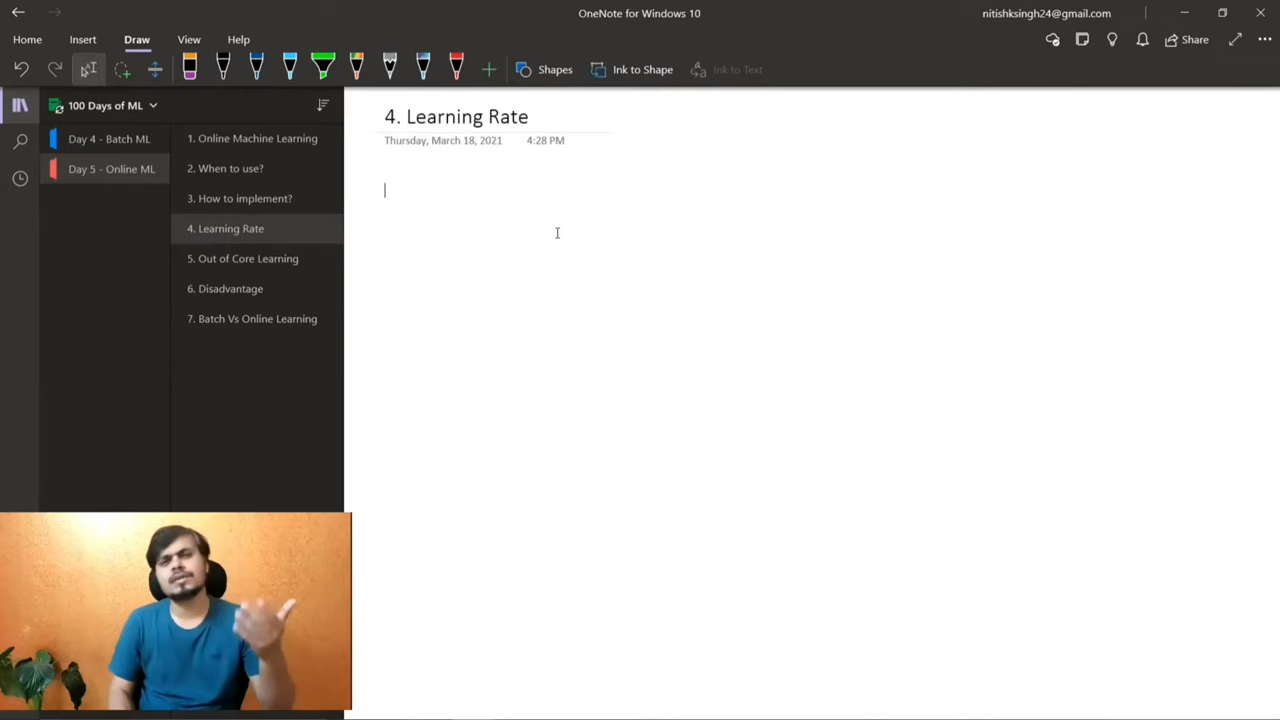 OneNote for Windows 10
nitishksingh24@gmail.com
Home
Insert
Draw
View
Help
Share
Shapes
Ink to Shape
Ink to Text
100 Days of ML
Day 4 - Batch ML
Day 5 - Online ML
1. Online Machine Learning
2. When to use?
3. How to implement?
4. Learning Rate
5. Out of Core Learning
6. Disadvantage
7. Batch Vs Online Learning
4. Learning Rate
Thursday, March 18, 2021 4:28 PM